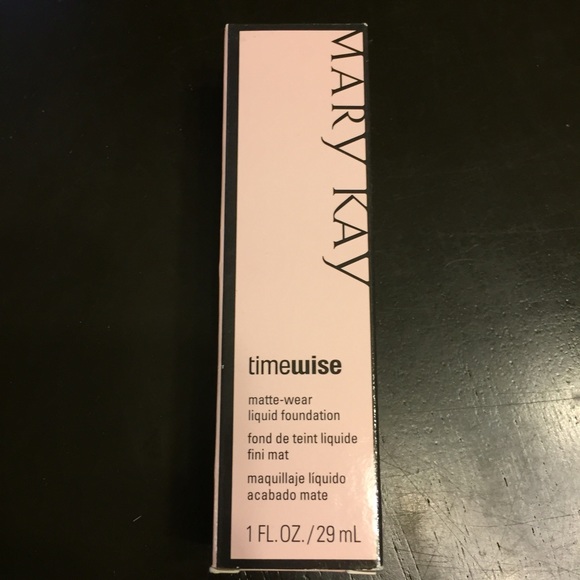 MARY KAY
timewise
matte-wear
liquid foundation
fond de teint liquide
fini mat
maquillaje líquido
acabado mate
1 FL.OZ./29 mL